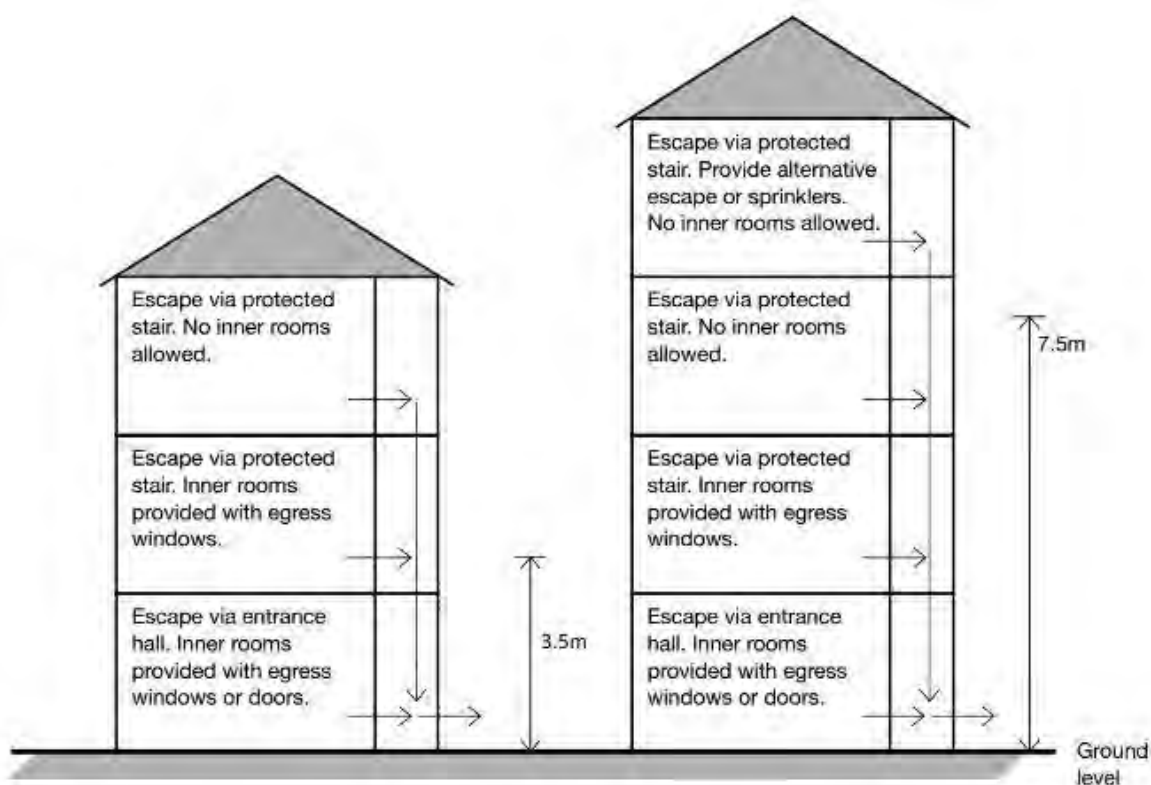 Escape via protected
stair. No inner rooms
allowed.
Escape via protected
stair. Inner rooms
provided with egress
windows.
Escape via entrance
hall. Inner rooms
provided with egress
windows or doors.
3.5m
Escape via protected
stair. Provide alternative
escape or sprinklers.
No inner rooms allowed.
Escape via protected
stair. No inner rooms
allowed.
Escape via protected
stair. Inner rooms
provided with egress
windows.
Escape via entrance
hall. Inner rooms
provided with egress
windows or doors.
7.5m
Ground
level